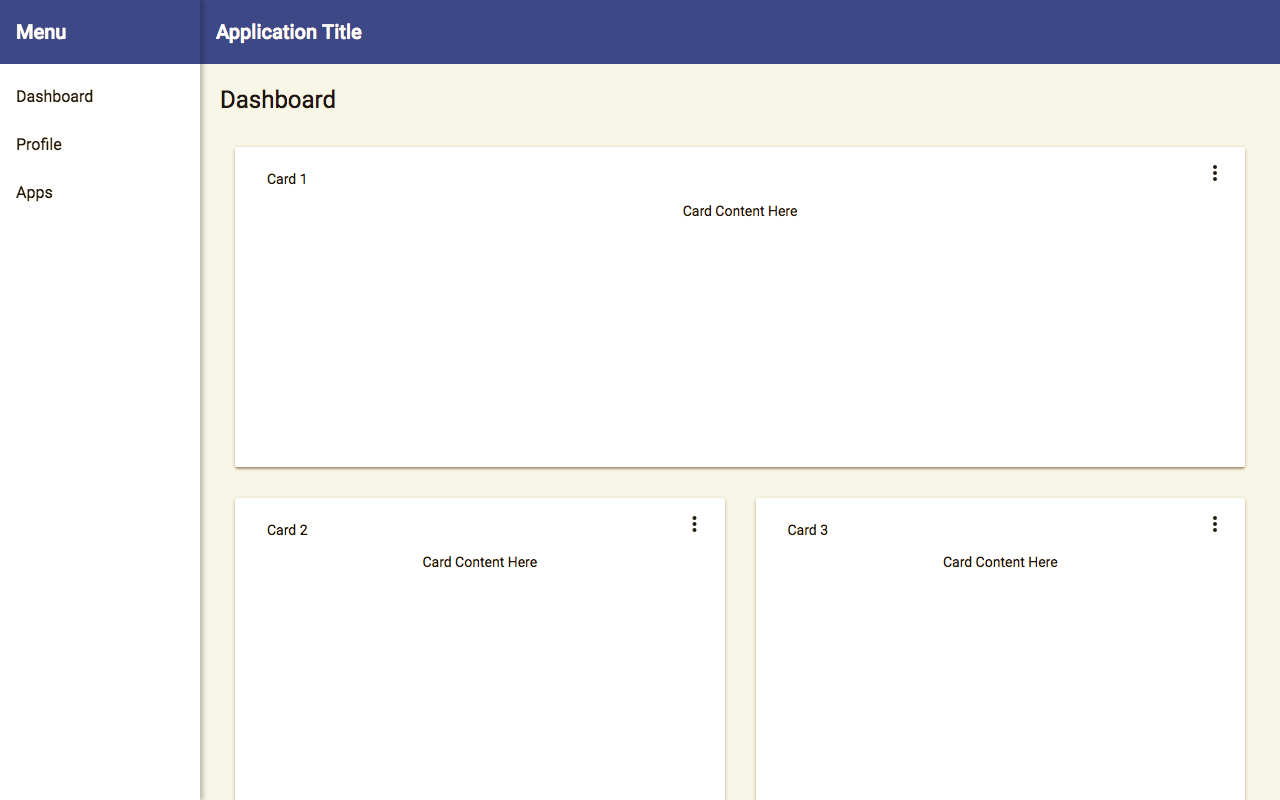 Menu
Application Title
Dashboard
Profile
Apps
Dashboard
Card 1
Card Content Here
Card 2
Card Content Here
Card 3
Card Content Here